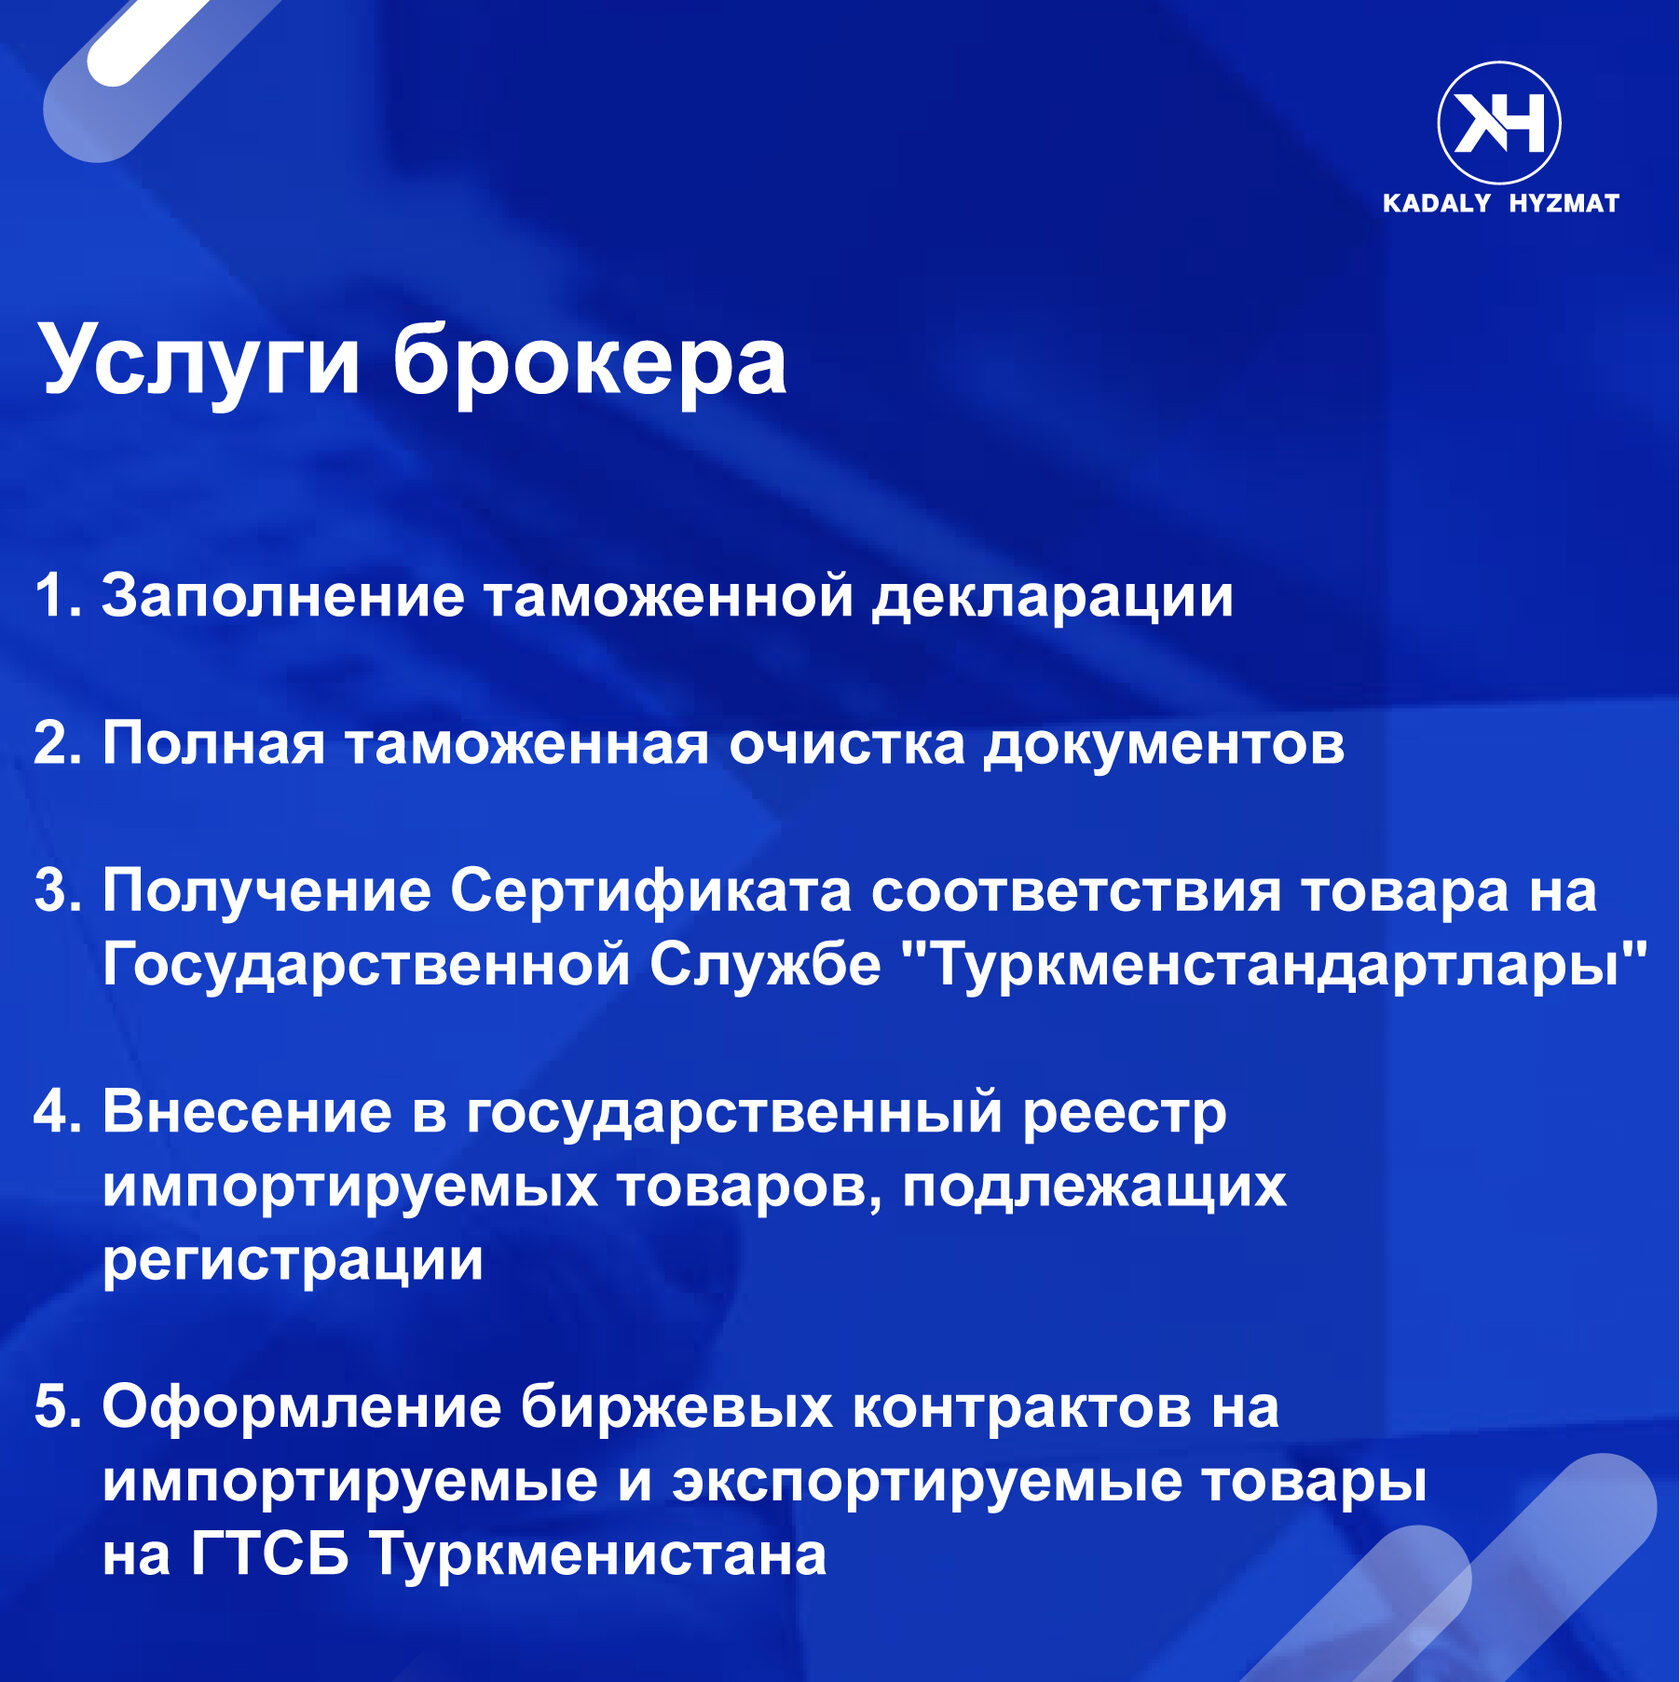 KH
KADALY HYZMAT
Услуги брокера
1. Заполнение таможенной декларации
2. Полная таможенная очистка документов
3. Получение Сертификата соответствия товара на
Государственной Службе "Туркменстандартлары"
4. Внесение в государственный реестр
импортируемых товаров, подлежащих
регистрации
5. Оформление биржевых контрактов на
импортируемые и экспортируемые товары
на ГТСБ Туркменистана